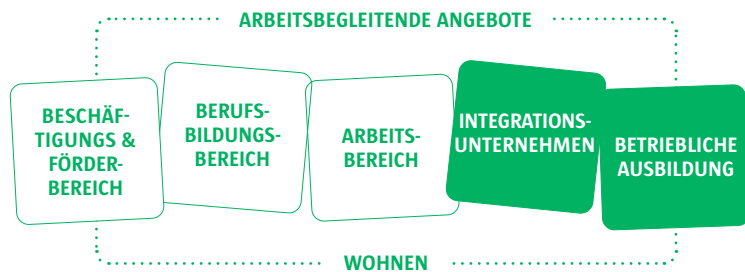 ARBEITSBEGLEITENDE ANGEBOTE
BESCHÄF-
TIGUNGS &
FÖRDER-
BEREICH
BERUFS-
BILDUNGS-
BEREICH
ARBEITS-
BEREICH
INTEGRATIONS-
UNTERNEHMEN
BETRIEBLICHE
AUSBILDUNG
WOHNEN